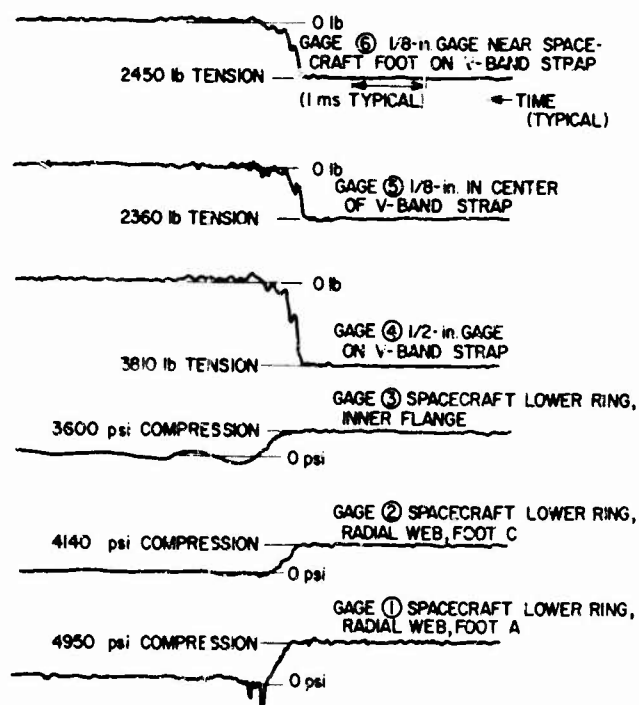 0 lb
GAGE ⑥ 1/8-in. GAGE NEAR SPACE-
CRAFT FOOT ON V-BAND STRAP
2450 lb TENSION
(1 ms TYPICAL)
TIME
(TYPICAL)
0 lb
GAGE ⑤ 1/8-in. IN CENTER
OF V-BAND STRAP
2360 lb TENSION
0 lb
GAGE ④ 1/2-in. GAGE
ON V-BAND STRAP
3810 lb TENSION
GAGE ③ SPACECRAFT LOWER RING,
INNER FLANGE
3600 psi COMPRESSION
0 psi
GAGE ② SPACECRAFT LOWER RING,
RADIAL WEB, FOOT C
4140 psi COMPRESSION
0 psi
GAGE ① SPACECRAFT LOWER RING,
RADIAL WEB, FOOT A
4950 psi COMPRESSION
0 psi